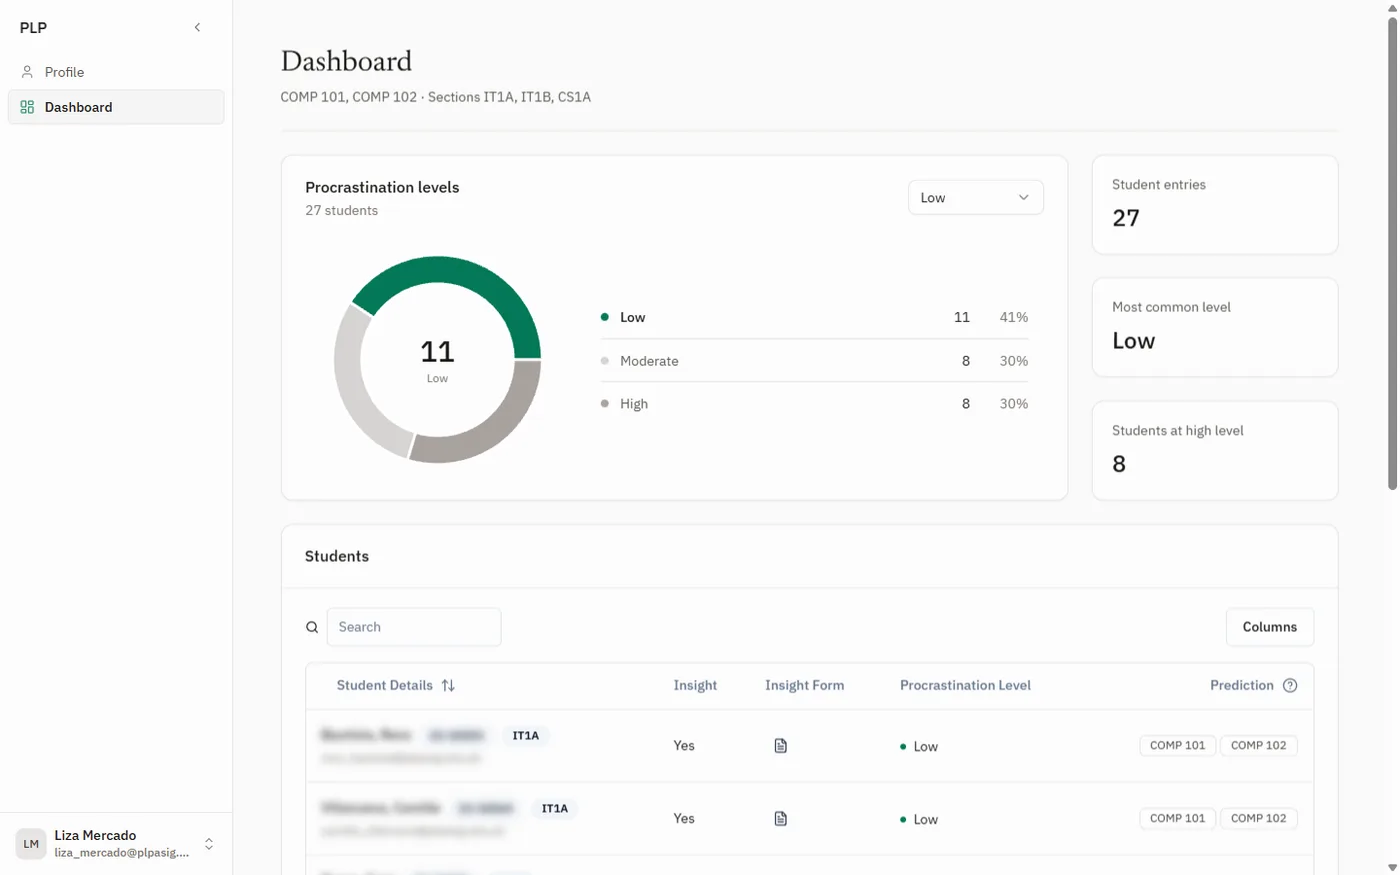 PLP
Profile
Dashboard
Dashboard
COMP 101, COMP 102 · Sections IT1A, IT1B, CS1A
Procrastination levels
27 students
Low
11
Low
Low 11 41%
Moderate 8 30%
High 8 30%
Student entries
27
Most common level
Low
Students at high level
8
Students
Search
Columns
Student Details Insight Insight Form Procrastination Level Prediction
IT1A Yes Low COMP 101 COMP 102
IT1A Yes Low COMP 101 COMP 102
LM
Liza Mercado
liza_mercado@plpasig....